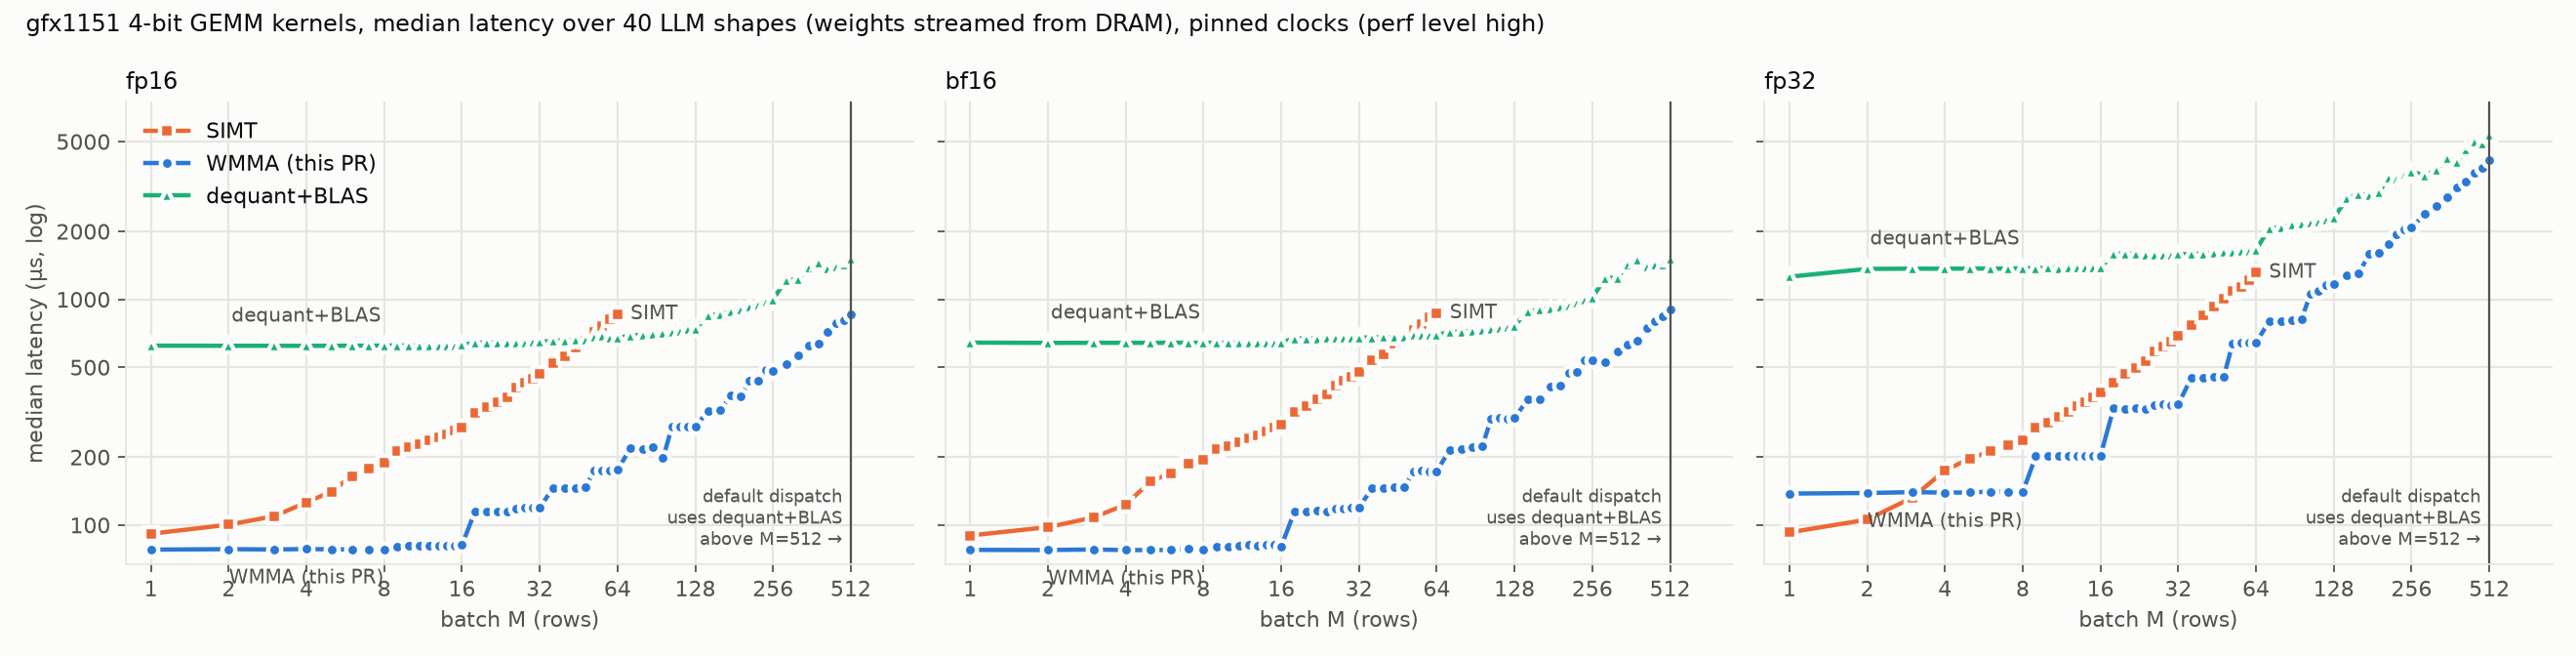 gfx1151 4-bit GEMM kernels, median latency over 40 LLM shapes (weights streamed from DRAM), pinned clocks (perf level high)
fp16
SIMT
WMMA (this PR)
dequant+BLAS
median latency (µs, log)
5000
2000
1000
500
200
100
dequant+BLAS
SIMT
WMMA (this PR)
default dispatch
uses dequant+BLAS
above M=512 →
1 2 4 8 16 32 64 128 256 512
batch M (rows)
bf16
dequant+BLAS
SIMT
WMMA (this PR)
default dispatch
uses dequant+BLAS
above M=512 →
1 2 4 8 16 32 64 128 256 512
batch M (rows)
fp32
dequant+BLAS
SIMT
WMMA (this PR)
default dispatch
uses dequant+BLAS
above M=512 →
1 2 4 8 16 32 64 128 256 512
batch M (rows)